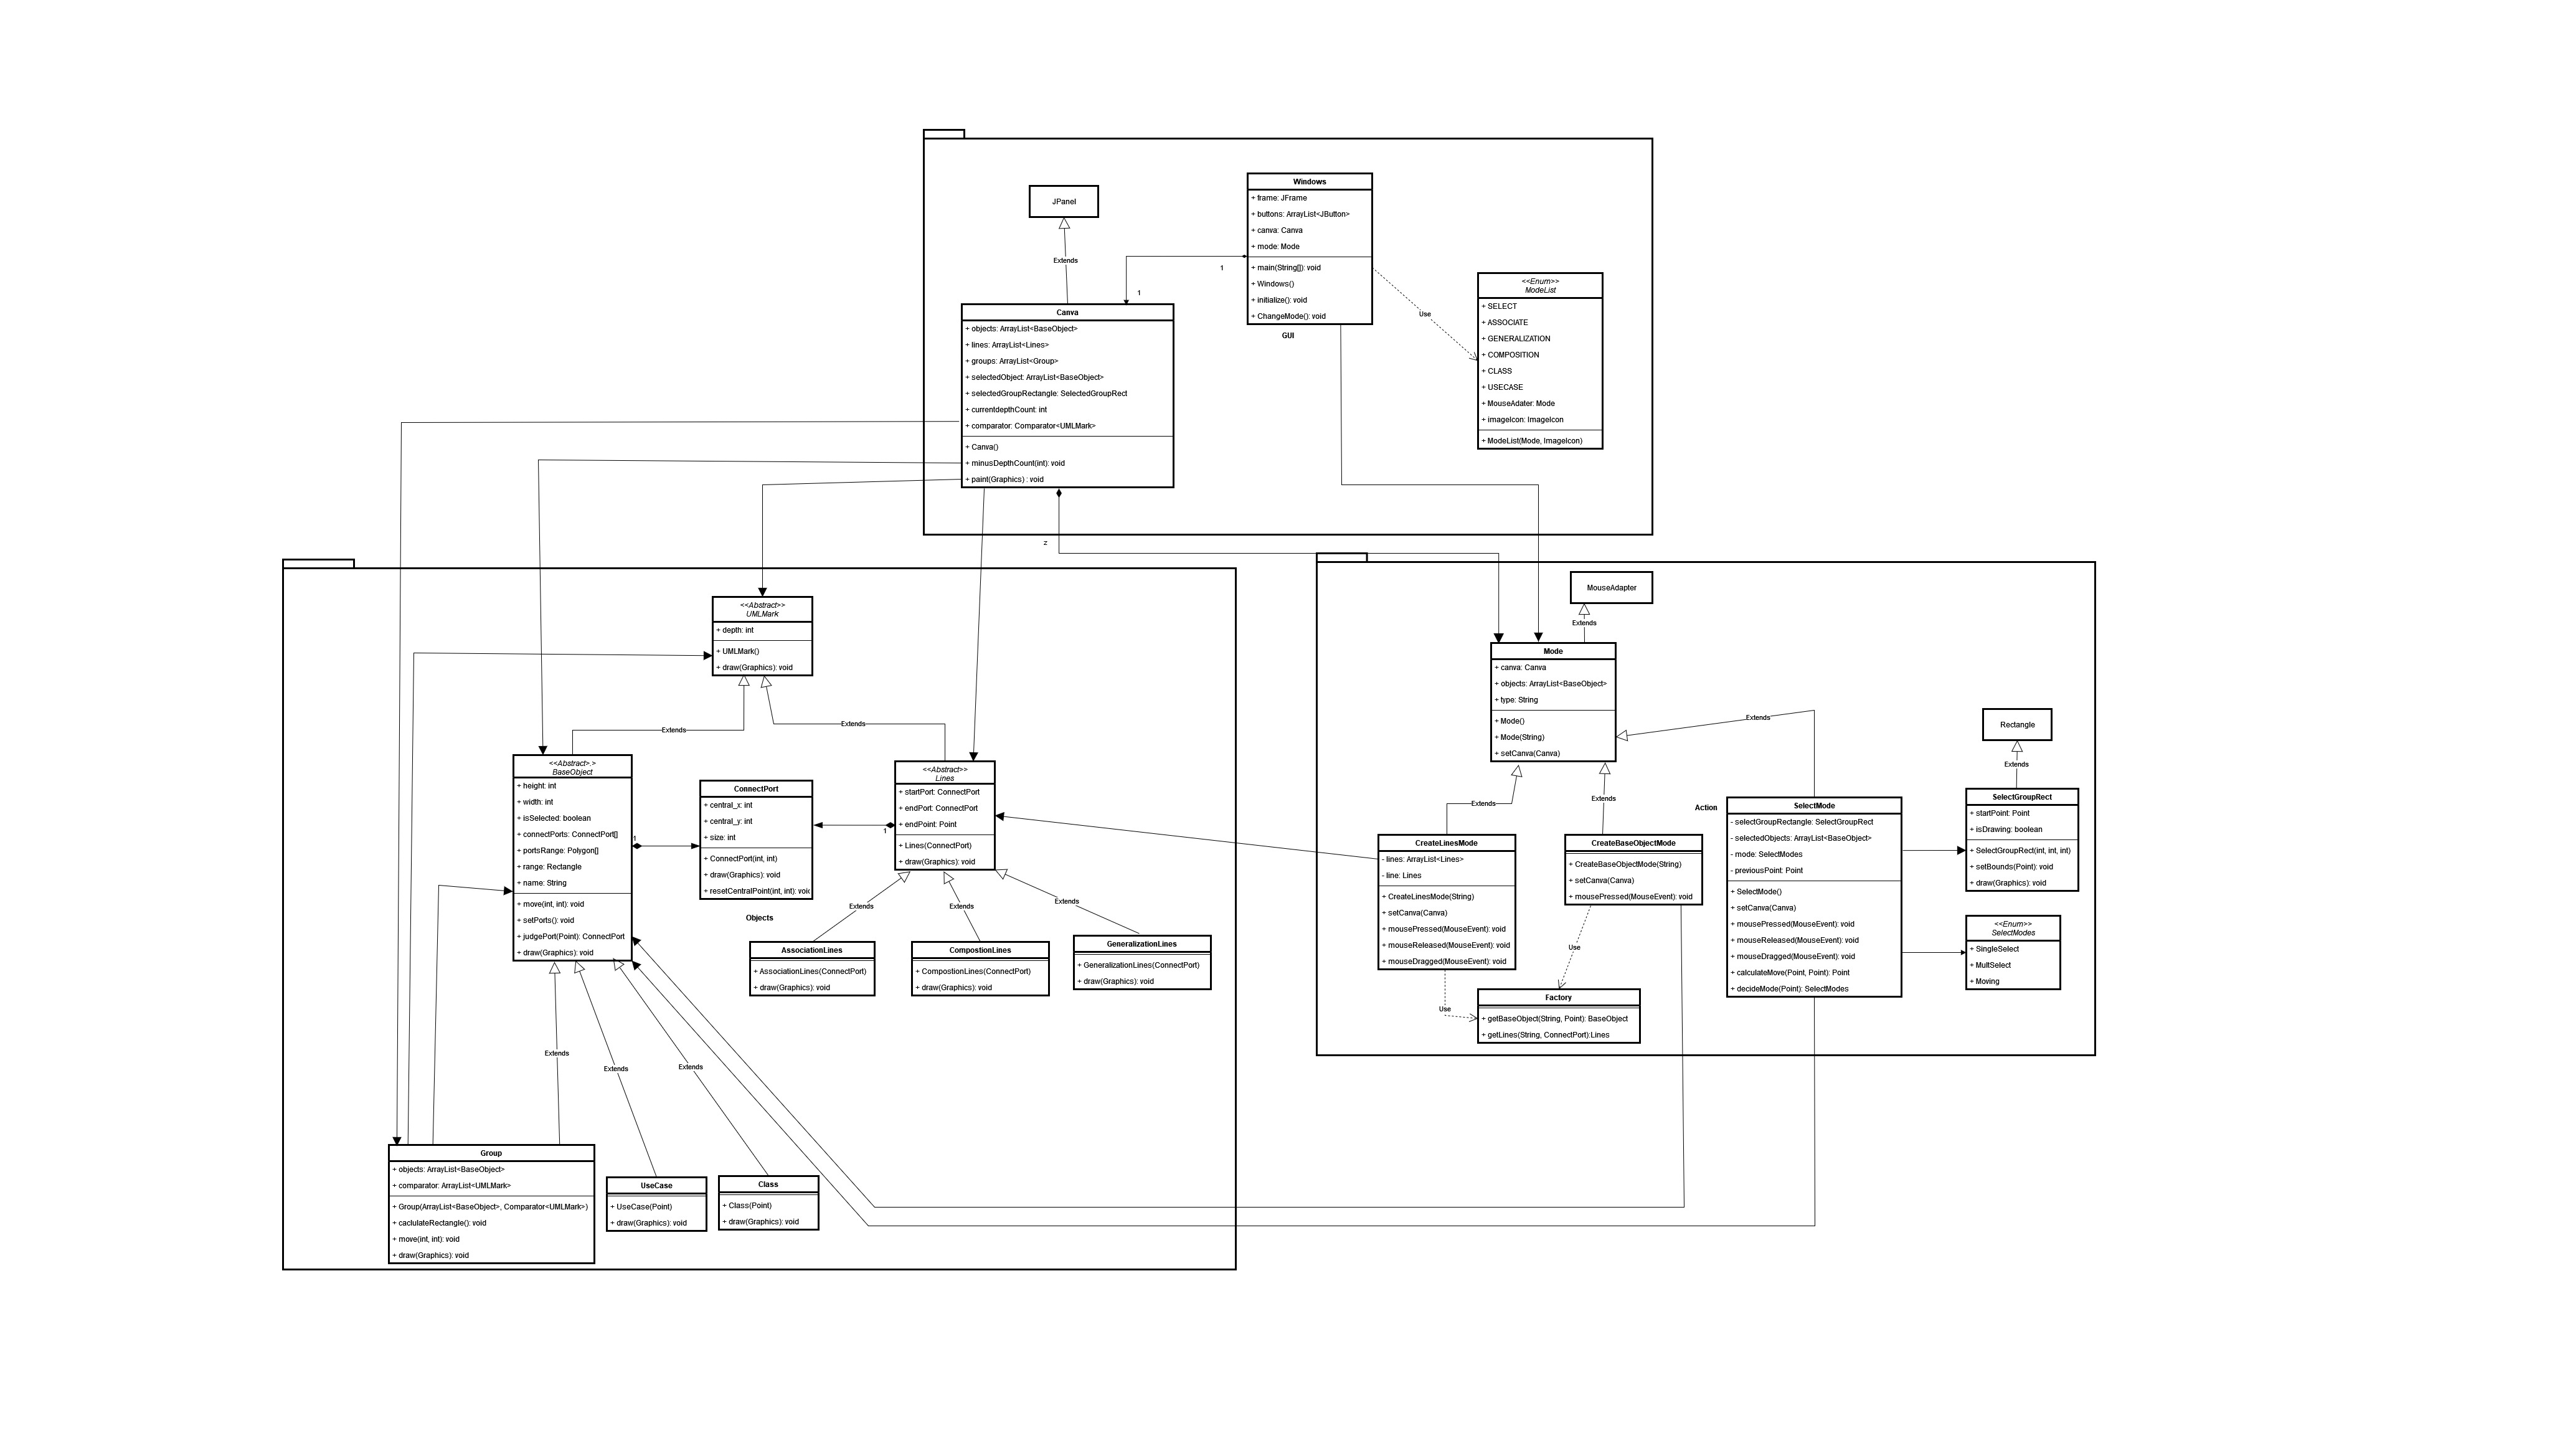 JPanel
Extends
Windows
+ frame: JFrame
+ buttons: ArrayList<JButton>
+ canva: Canva
+ mode: Mode
+ main(String[]): void
+ Windows()
+ initialize(): void
+ ChangeMode(): void
GUI
1
1
Use
<<Enum>>
ModeList
+ SELECT
+ ASSOCIATE
+ GENERALIZATION
+ COMPOSITION
+ CLASS
+ USECASE
+ MouseAdater: Mode
+ imageIcon: ImageIcon
+ ModeList(Mode, ImageIcon)
Canva
+ objects: ArrayList<BaseObject>
+ lines: ArrayList<Lines>
+ groups: ArrayList<Group>
+ selectedObject: ArrayList<BaseObject>
+ selectedGroupRectangle: SelectedGroupRect
+ currentdepthCount: int
+ comparator: Comparator<UMLMark>
+ Canva()
+ minusDepthCount(int): void
+ paint(Graphics) : void
z
<<Abstract>>
UMLMark
+ depth: int
+ UMLMark()
+ draw(Graphics): void
Extends
Extends
<<Abstract>.>
BaseObject
+ height: int
+ width: int
+ isSelected: boolean
+ connectPorts: ConnectPort[]
+ portsRange: Polygon[]
+ range: Rectangle
+ name: String
+ move(int, int): void
+ setPorts(): void
+ judgePort(Point): ConnectPort
+ draw(Graphics): void
1
ConnectPort
+ central_x: int
+ central_y: int
+ size: int
+ ConnectPort(int, int)
+ draw(Graphics): void
+ resetCentralPoint(int, int): void
Objects
1
<<Abstract>>
Lines
+ startPort: ConnectPort
+ endPort: ConnectPort
+ endPoint: Point
+ Lines(ConnectPort)
+ draw(Graphics): void
Extends
Extends
Extends
AssociationLines
+ AssociationLines(ConnectPort)
+ draw(Graphics): void
CompostionLines
+ CompostionLines(ConnectPort)
+ draw(Graphics): void
GeneralizationLines
+ GeneralizationLines(ConnectPort)
+ draw(Graphics): void
Extends
Extends
Extends
Group
+ objects: ArrayList<BaseObject>
+ comparator: ArrayList<UMLMark>
+ Group(ArrayList<BaseObject>, Comparator<UMLMark>)
+ caclulateRectangle(): void
+ move(int, int): void
+ draw(Graphics): void
UseCase
+ UseCase(Point)
+ draw(Graphics): void
Class
+ Class(Point)
+ draw(Graphics): void
MouseAdapter
Extends
Mode
+ canva: Canva
+ objects: ArrayList<BaseObject>
+ type: String
+ Mode()
+ Mode(String)
+ setCanva(Canva)
Extends
Extends
Extends
Action
CreateLinesMode
- lines: ArrayList<Lines>
- line: Lines
+ CreateLinesMode(String)
+ setCanva(Canva)
+ mousePressed(MouseEvent): void
+ mouseReleased(MouseEvent): void
+ mouseDragged(MouseEvent): void
CreateBaseObjectMode
+ CreateBaseObjectMode(String)
+ setCanva(Canva)
+ mousePressed(MouseEvent): void
Use
Use
Factory
+ getBaseObject(String, Point): BaseObject
+ getLines(String, ConnectPort):Lines
SelectMode
- selectGroupRectangle: SelectGroupRect
- selectedObjects: ArrayList<BaseObject>
- mode: SelectModes
- previousPoint: Point
+ SelectMode()
+ setCanva(Canva)
+ mousePressed(MouseEvent): void
+ mouseReleased(MouseEvent): void
+ mouseDragged(MouseEvent): void
+ calculateMove(Point, Point): Point
+ decideMode(Point): SelectModes
Rectangle
Extends
SelectGroupRect
+ startPoint: Point
+ isDrawing: boolean
+ SelectGroupRect(int, int, int)
+ setBounds(Point): void
+ draw(Graphics): void
<<Enum>>
SelectModes
+ SingleSelect
+ MultSelect
+ Moving